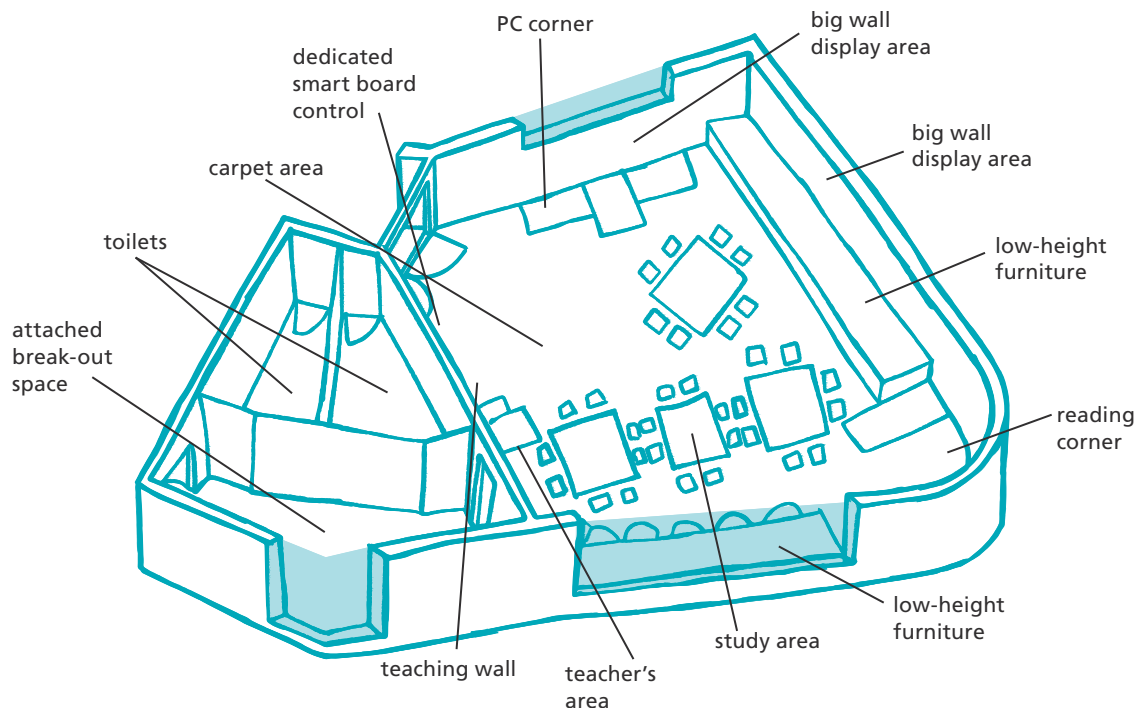 PC corner
big wall
display area
dedicated
smart board
control
big wall
display area
carpet area
toilets
low-height
furniture
attached
break-out
space
reading
corner
low-height
furniture
study area
teaching wall
teacher's
area